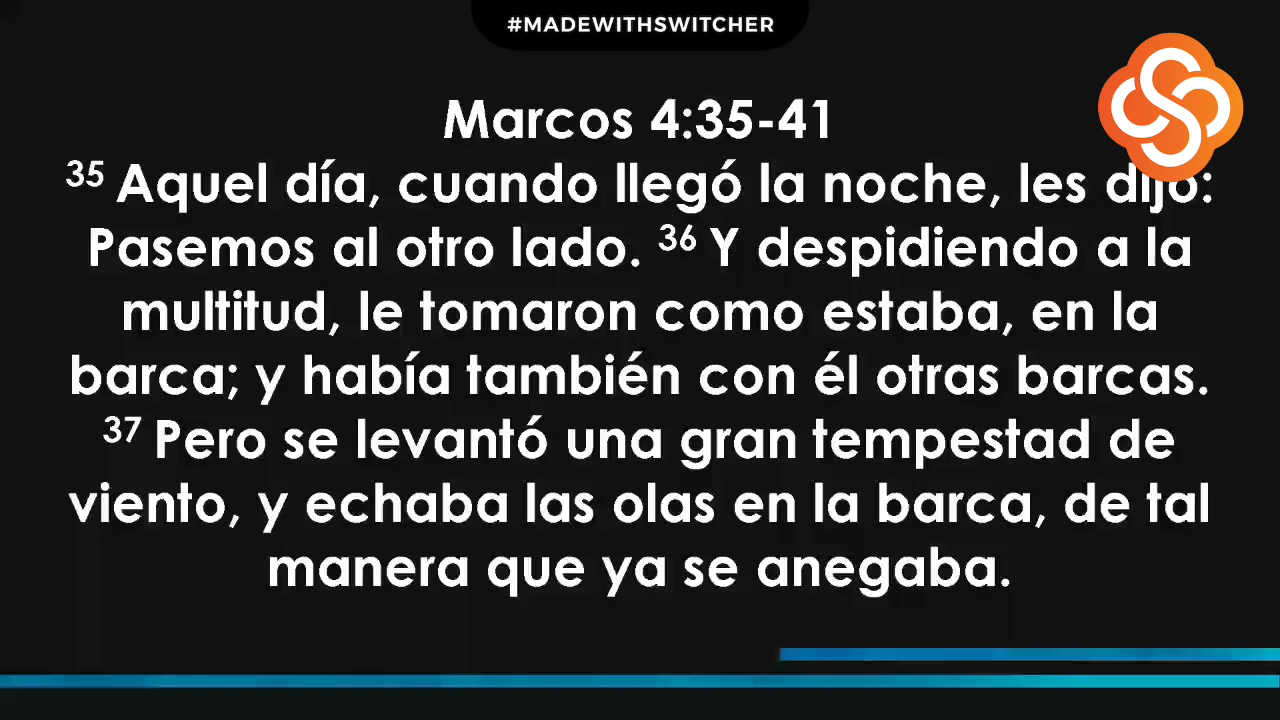 #MADEWITHSWITCHER
Marcos 4:35-41
35 Aquel día, cuando llegó la noche, les dijo:
Pasemos al otro lado. 36 Y despidiendo a la
multitud, le tomaron como estaba, en la
barca; y había también con él otras barcas.
37 Pero se levantó una gran tempestad de
viento, y echaba las olas en la barca, de tal
manera que ya se anegaba.